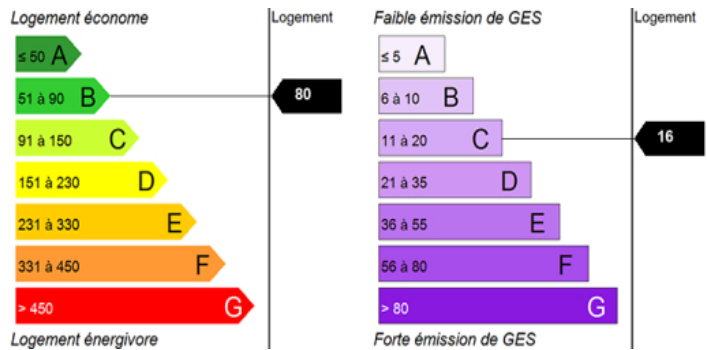 Logement économe
Logement
≤ 50 A
51 à 90 B
80
91 à 150 C
151 à 230 D
231 à 330 E
331 à 450 F
> 450 G
Logement énergivore
Faible émission de GES
Logement
≤ 5 A
6 à 10 B
11 à 20 C
16
21 à 35 D
36 à 55 E
56 à 80 F
> 80 G
Forte émission de GES